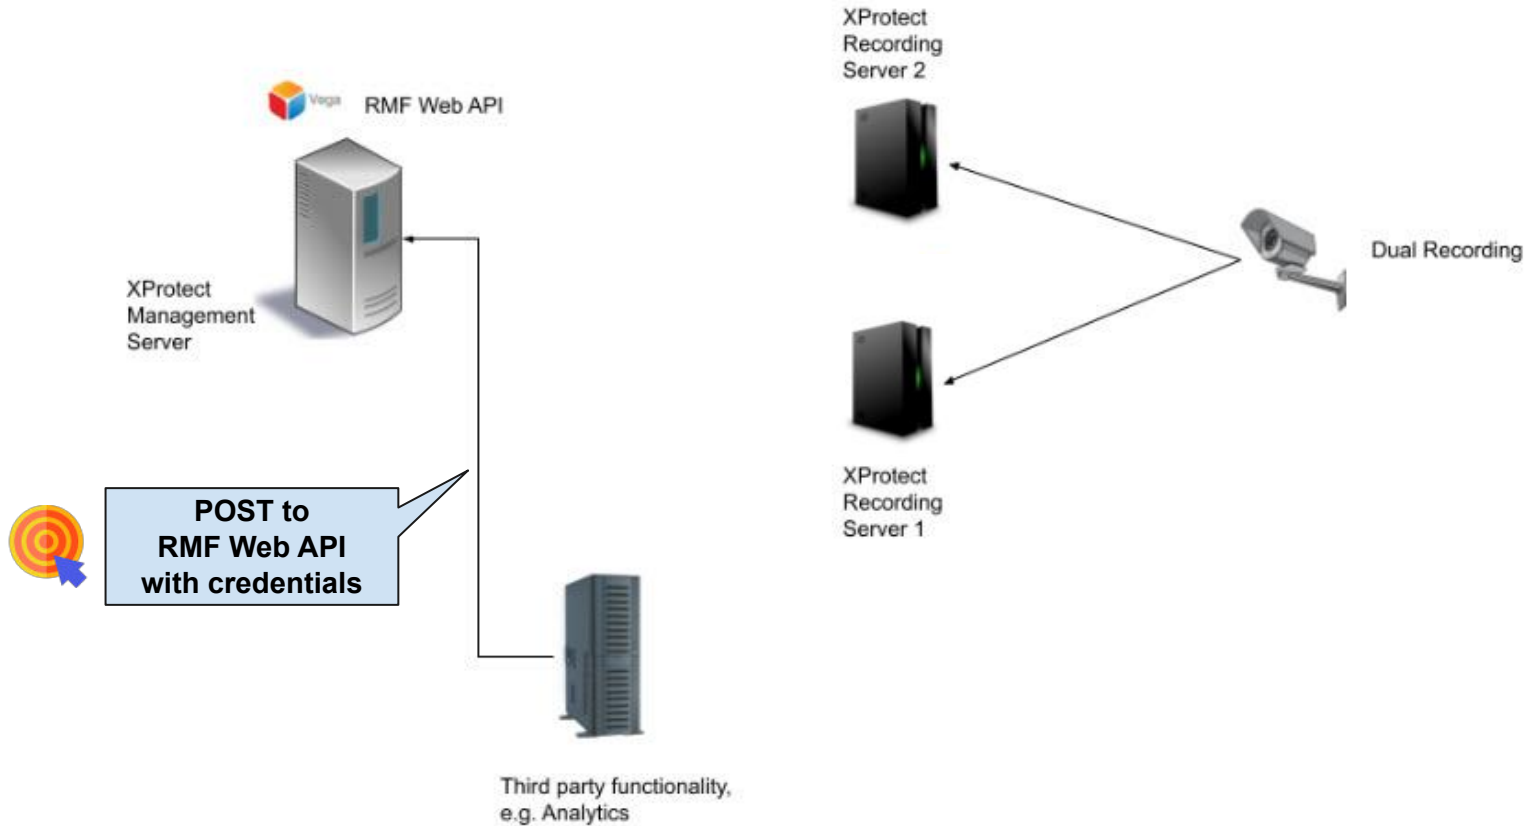 XProtect
Recording
Server 2
Vega
RMF Web API
XProtect
Management
Server
Dual Recording
XProtect
Recording
Server 1
POST to
RMF Web API
with credentials
Third party functionality,
e.g. Analytics